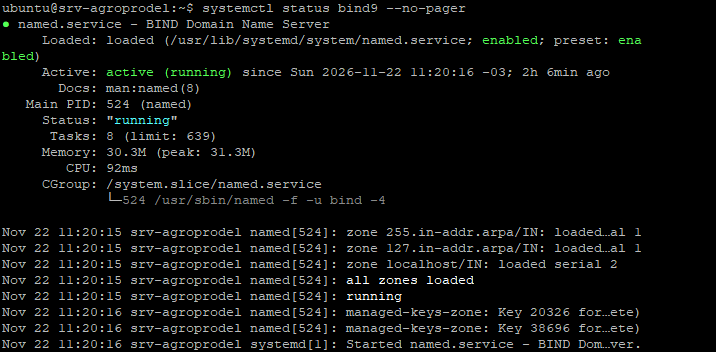 ubuntu@srv-agroprodel:~$ systemctl status bind9 --no-pager
● named.service - BIND Domain Name Server
     Loaded: loaded (/usr/lib/systemd/system/named.service; enabled; preset: ena
bled)
     Active: active (running) since Sun 2026-11-22 11:20:16 -03; 2h 6min ago
       Docs: man:named(8)
   Main PID: 524 (named)
     Status: "running"
      Tasks: 8 (limit: 639)
     Memory: 30.3M (peak: 31.3M)
        CPU: 92ms
     CGroup: /system.slice/named.service
             └─524 /usr/sbin/named -f -u bind -4

Nov 22 11:20:15 srv-agroprodel named[524]: zone 255.in-addr.arpa/IN: loaded…al 1
Nov 22 11:20:15 srv-agroprodel named[524]: zone 127.in-addr.arpa/IN: loaded…al 1
Nov 22 11:20:15 srv-agroprodel named[524]: zone localhost/IN: loaded serial 2
Nov 22 11:20:15 srv-agroprodel named[524]: all zones loaded
Nov 22 11:20:15 srv-agroprodel named[524]: running
Nov 22 11:20:16 srv-agroprodel named[524]: managed-keys-zone: Key 20326 for…ete)
Nov 22 11:20:16 srv-agroprodel named[524]: managed-keys-zone: Key 38696 for…ete)
Nov 22 11:20:16 srv-agroprodel systemd[1]: Started named.service - BIND Dom…ver.